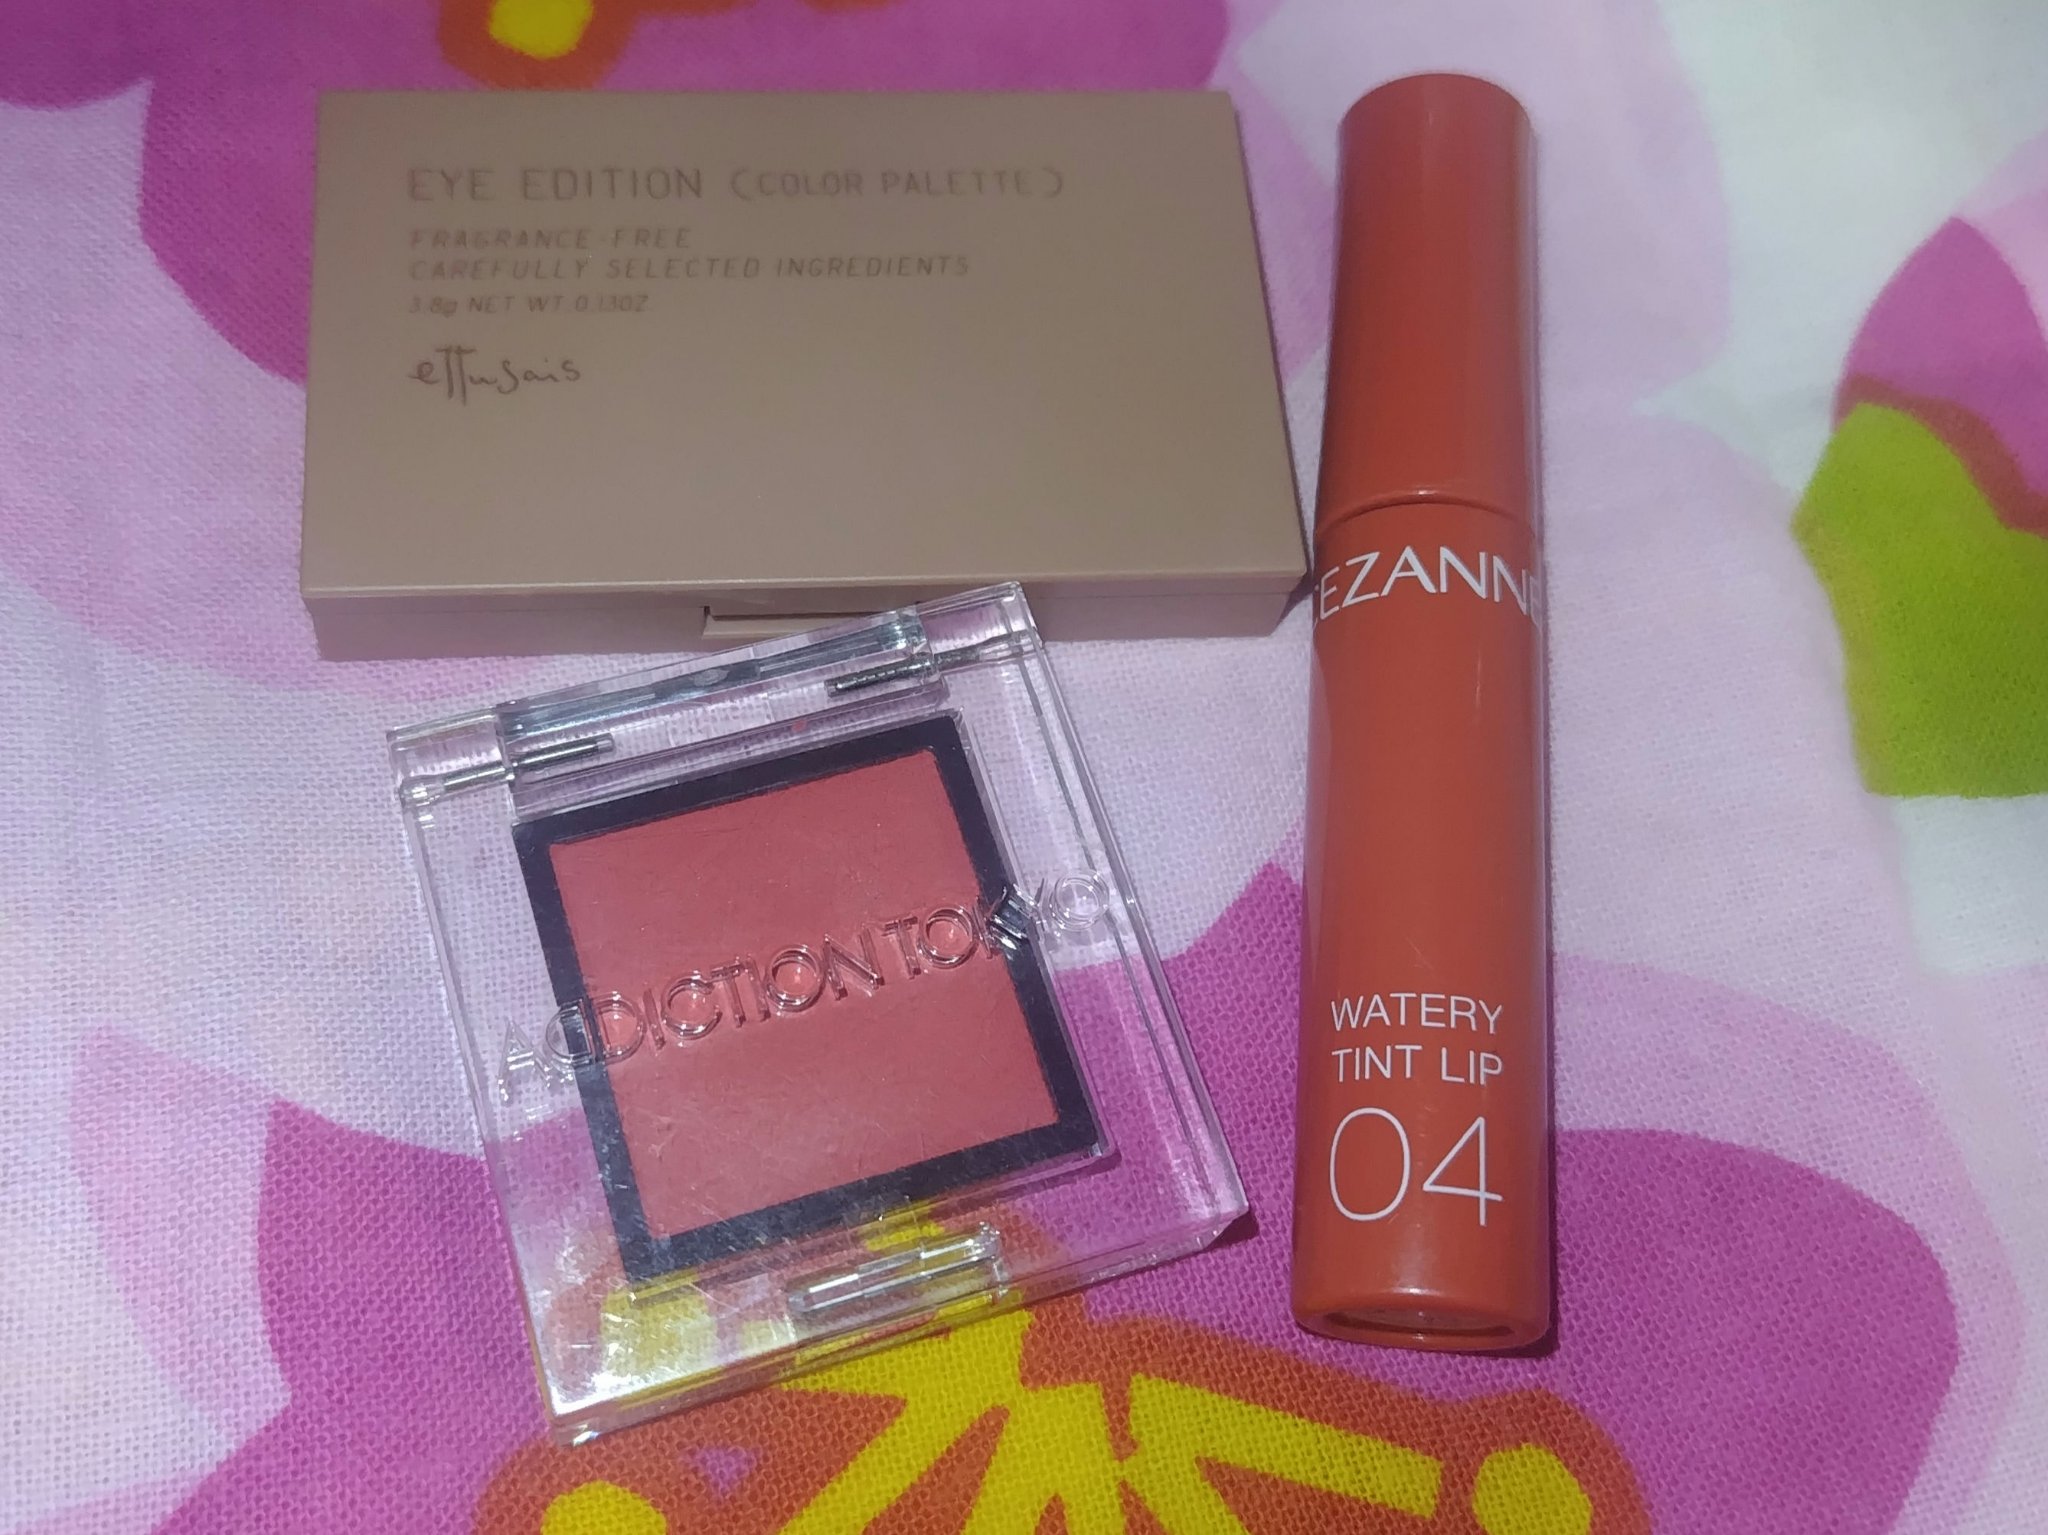 EYE EDITION (COLOR PALETTE)
FRAGRANCE-FREE
CAREFULLY SELECTED INGREDIENTS
3.8g NET WT. 0.13OZ.
ettusais
ADDICTION TOKYO
CEZANNE
WATERY
TINT LIP
04